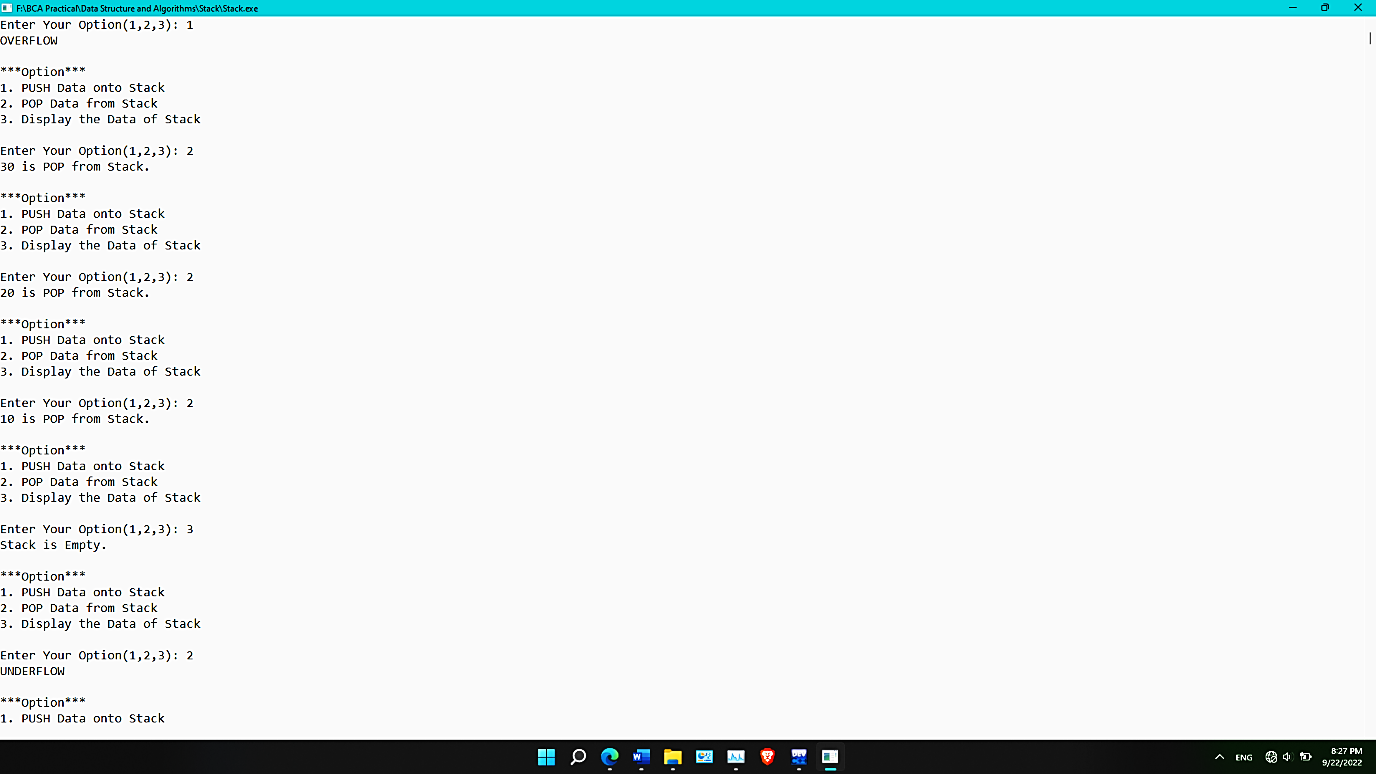 F:\BCA Practical\Data Structure and Algorithms\Stack\Stack.exe
Enter Your Option(1,2,3): 1
OVERFLOW
***Option***
1. PUSH Data onto Stack
2. POP Data from Stack
3. Display the Data of Stack
Enter Your Option(1,2,3): 2
30 is POP from Stack.
***Option***
1. PUSH Data onto Stack
2. POP Data from Stack
3. Display the Data of Stack
Enter Your Option(1,2,3): 2
20 is POP from Stack.
***Option***
1. PUSH Data onto Stack
2. POP Data from Stack
3. Display the Data of Stack
Enter Your Option(1,2,3): 2
10 is POP from Stack.
***Option***
1. PUSH Data onto Stack
2. POP Data from Stack
3. Display the Data of Stack
Enter Your Option(1,2,3): 3
Stack is Empty.
***Option***
1. PUSH Data onto Stack
2. POP Data from Stack
3. Display the Data of Stack
Enter Your Option(1,2,3): 2
UNDERFLOW
***Option***
1. PUSH Data onto Stack
W
DEV
ENG
8:27 PM
9/22/2022